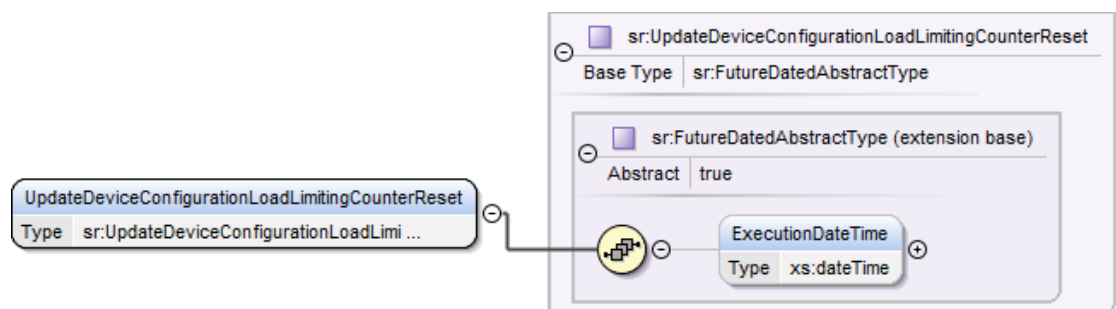 sr:UpdateDeviceConfigurationLoadLimitingCounterReset
Base Type sr:FutureDatedAbstractType
sr:FutureDatedAbstractType (extension base)
Abstract true
UpdateDeviceConfigurationLoadLimitingCounterReset
Type sr:UpdateDeviceConfigurationLoadLimi ...
ExecutionDateTime
Type xs:dateTime